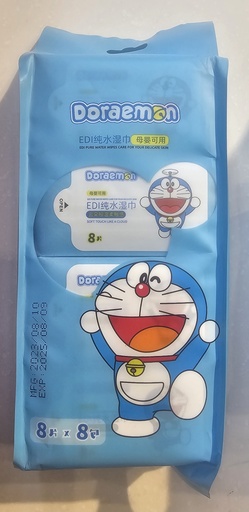 DORaemon
EDI纯水湿巾 母婴可用
EDI PURE WATER WIPES CARE FOR YOUR DELICATE SKIN
DORaemon
母婴可用
EDI纯水湿巾
OPEN
8片
DORae
MFG: 2023/08/10
EXP: 2025/08/09
8片 x 8包